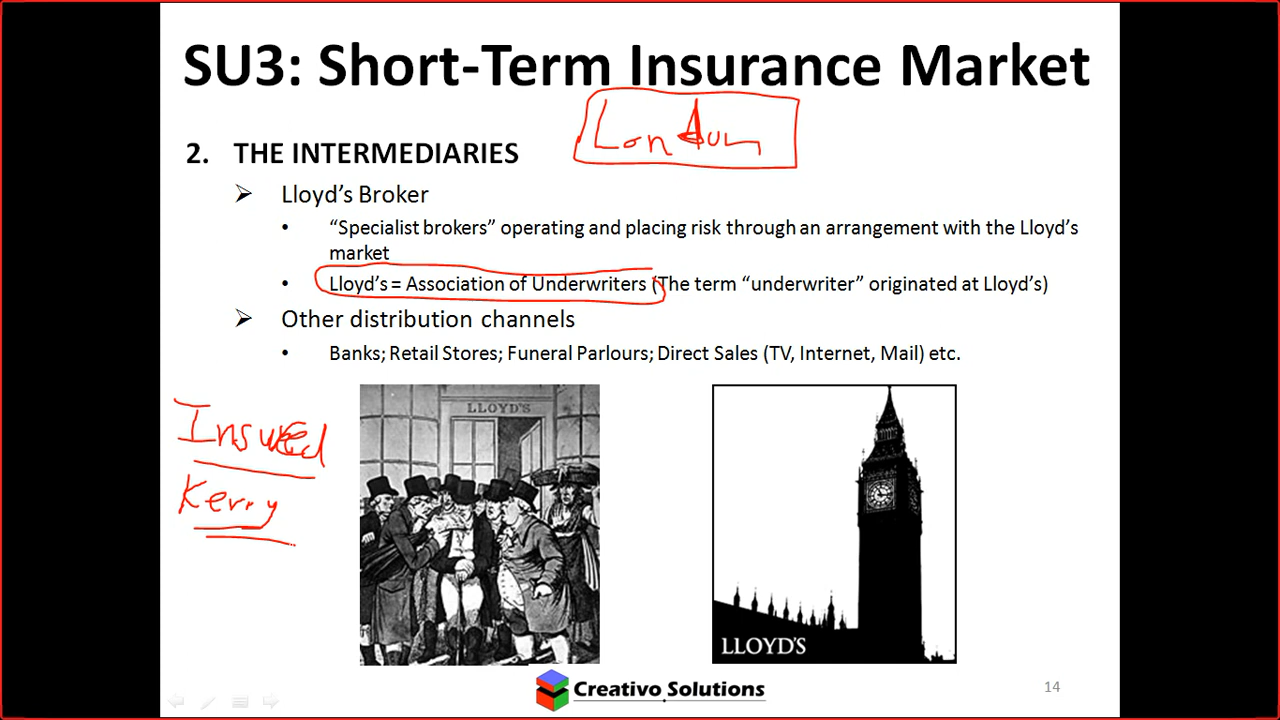 SU3: Short-Term Insurance Market
London
2. THE INTERMEDIARIES
Lloyd's Broker
“Specialist brokers” operating and placing risk through an arrangement with the Lloyd's
market
Lloyd's = Association of Underwriters (The term “underwriter” originated at Lloyd's)
Other distribution channels
Banks; Retail Stores; Funeral Parlours; Direct Sales (TV, Internet, Mail) etc.
Insured
Kerry
LLOYD'S
LLOYD'S
Creativo Solutions
14